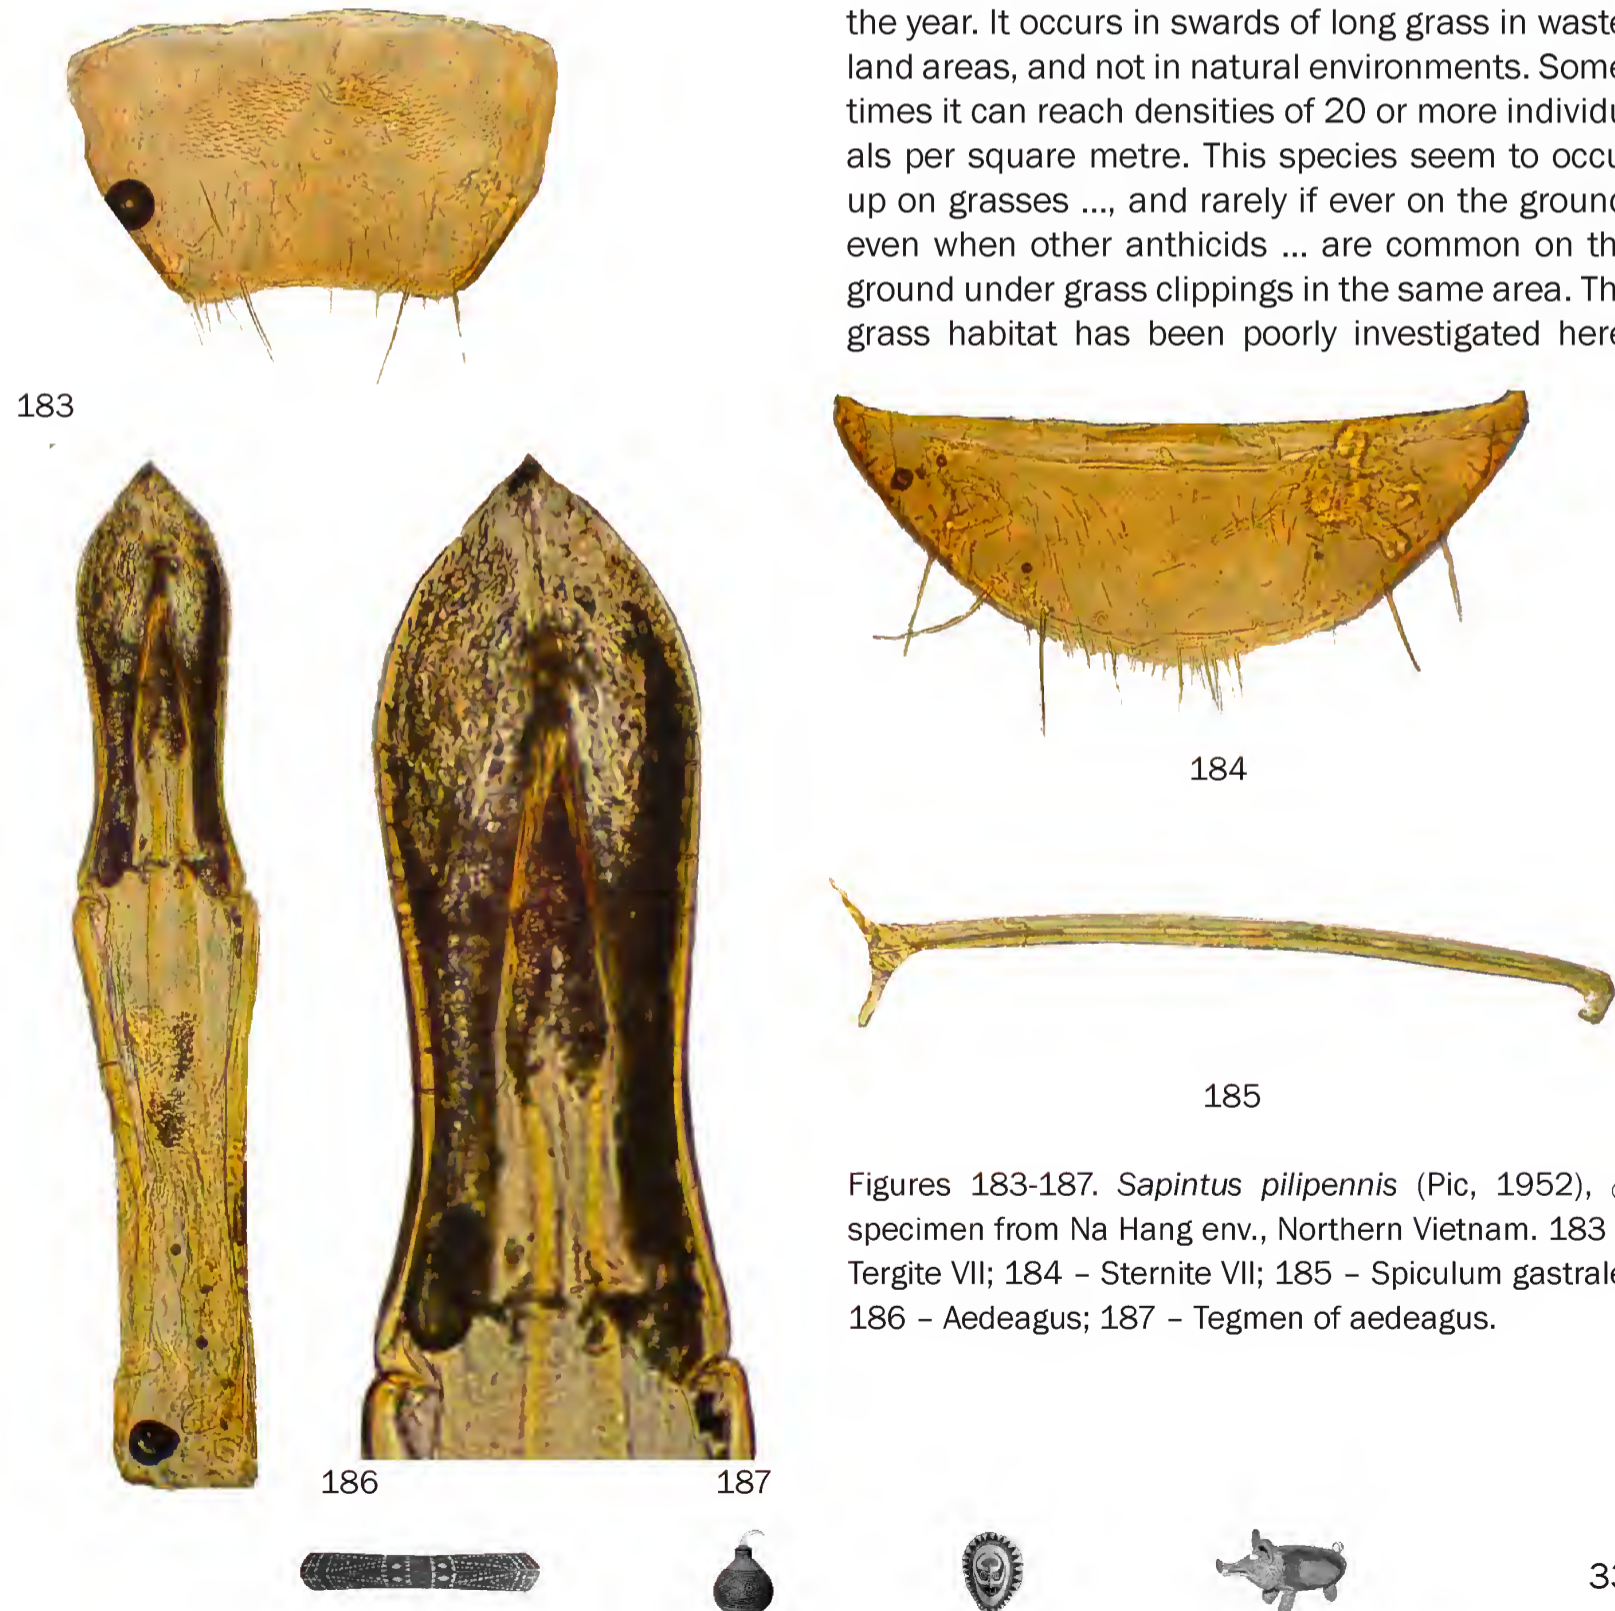 the year. It occurs in swards of long grass in waste
land areas, and not in natural environments. Some
times it can reach densities of 20 or more individu
als per square metre. This species seem to occu
up on grasses ..., and rarely if ever on the ground
even when other anthicids ... are common on th
ground under grass clippings in the same area. Th
grass habitat has been poorly investigated here
183
184
185
Figures 183-187. Sapintus pilipennis (Pic, 1952),
specimen from Na Hang env., Northern Vietnam. 183
Tergite VII; 184 – Sternite VII; 185 – Spiculum gastrale
186 – Aedeagus; 187 – Tegmen of aedeagus.
186
187